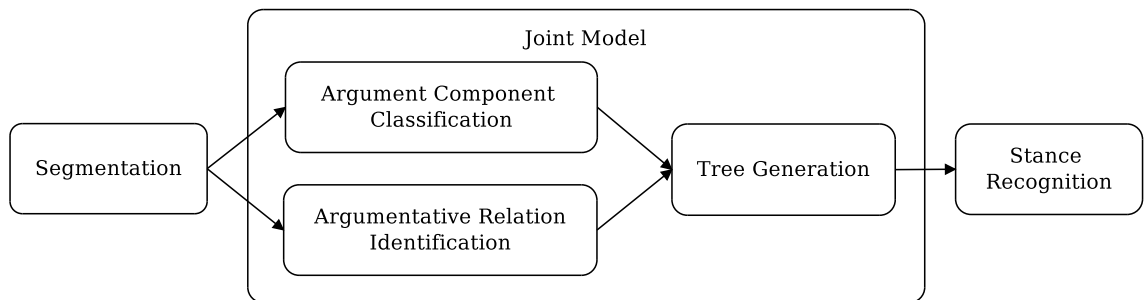 Joint Model
Segmentation
Argument Component
Classification
Argumentative Relation
Identification
Tree Generation
Stance
Recognition